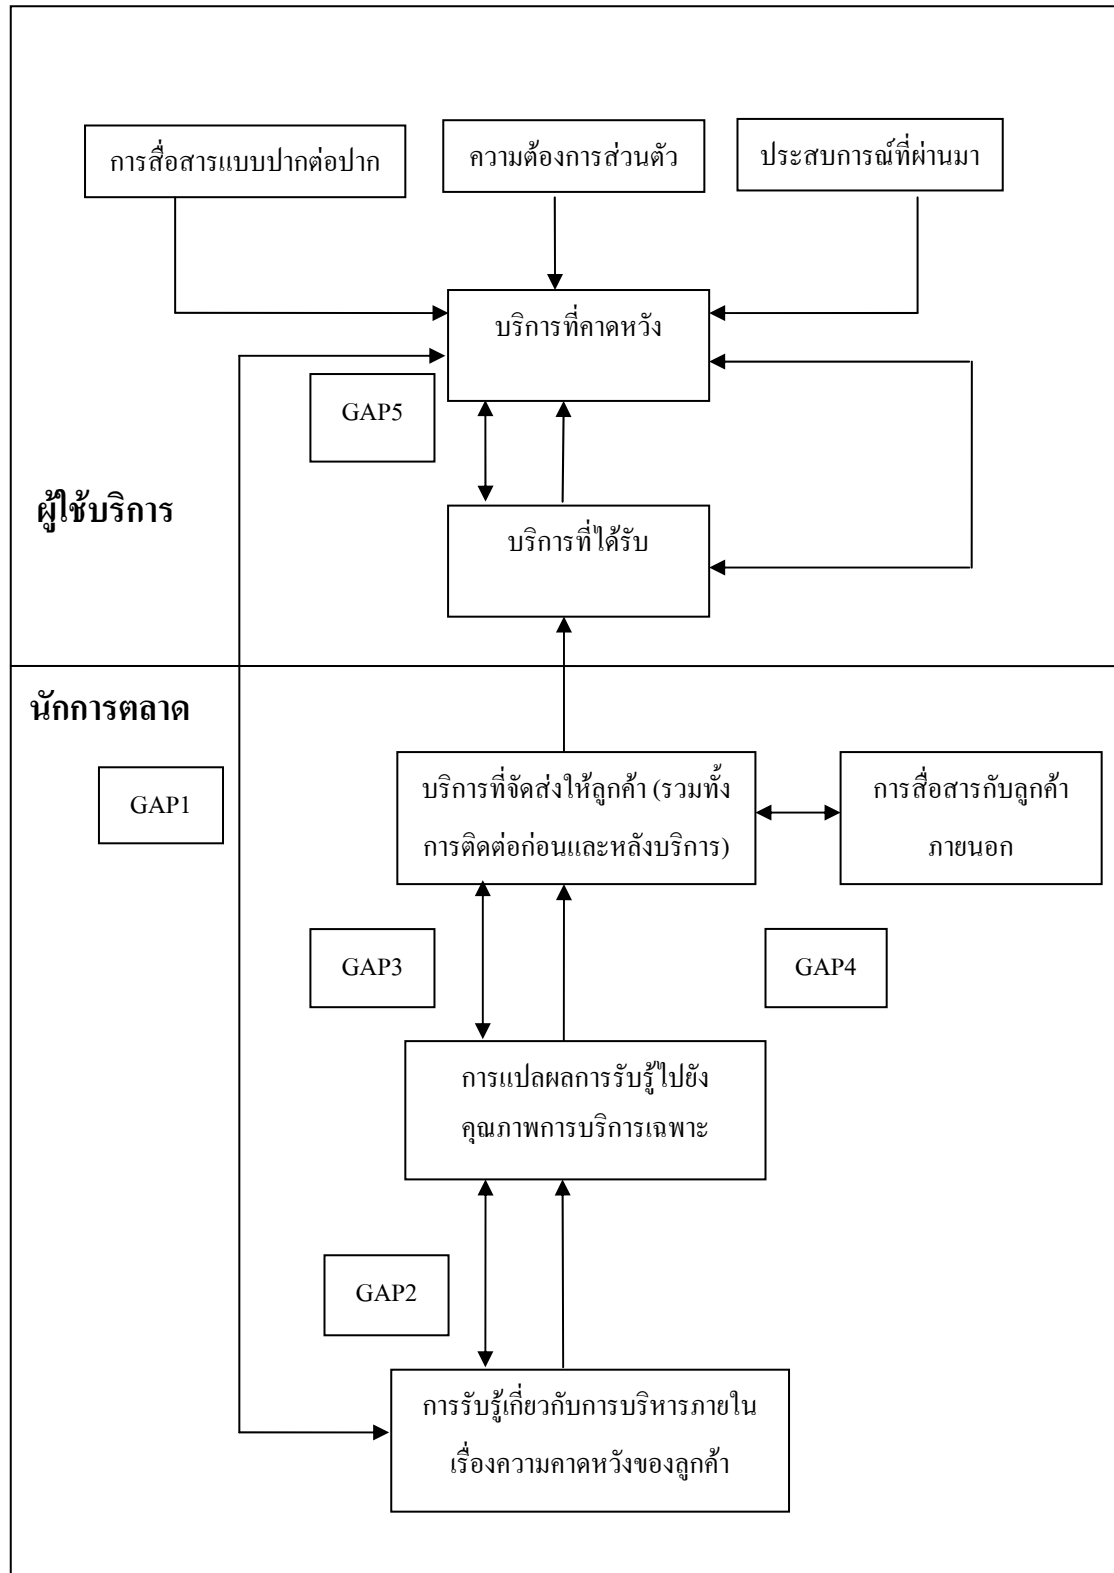 การสื่อสารแบบปากต่อปาก
ความต้องการส่วนตัว
ประสบการณ์ที่ผ่านมา
บริการที่คาดหวัง
GAP5
ผู้ใช้บริการ
บริการที่ได้รับ
นักการตลาด
GAP1
บริการที่จัดส่งให้ลูกค้า (รวมทั้ง
การติดต่อก่อนและหลังบริการ)
การสื่อสารกับลูกค้า
ภายนอก
GAP3
GAP4
การแปลผลการรับรู้ไปยัง
คุณภาพการบริการเฉพาะ
GAP2
การรับรู้เกี่ยวกับการบริหารภายใน
เรื่องความคาดหวังของลูกค้า